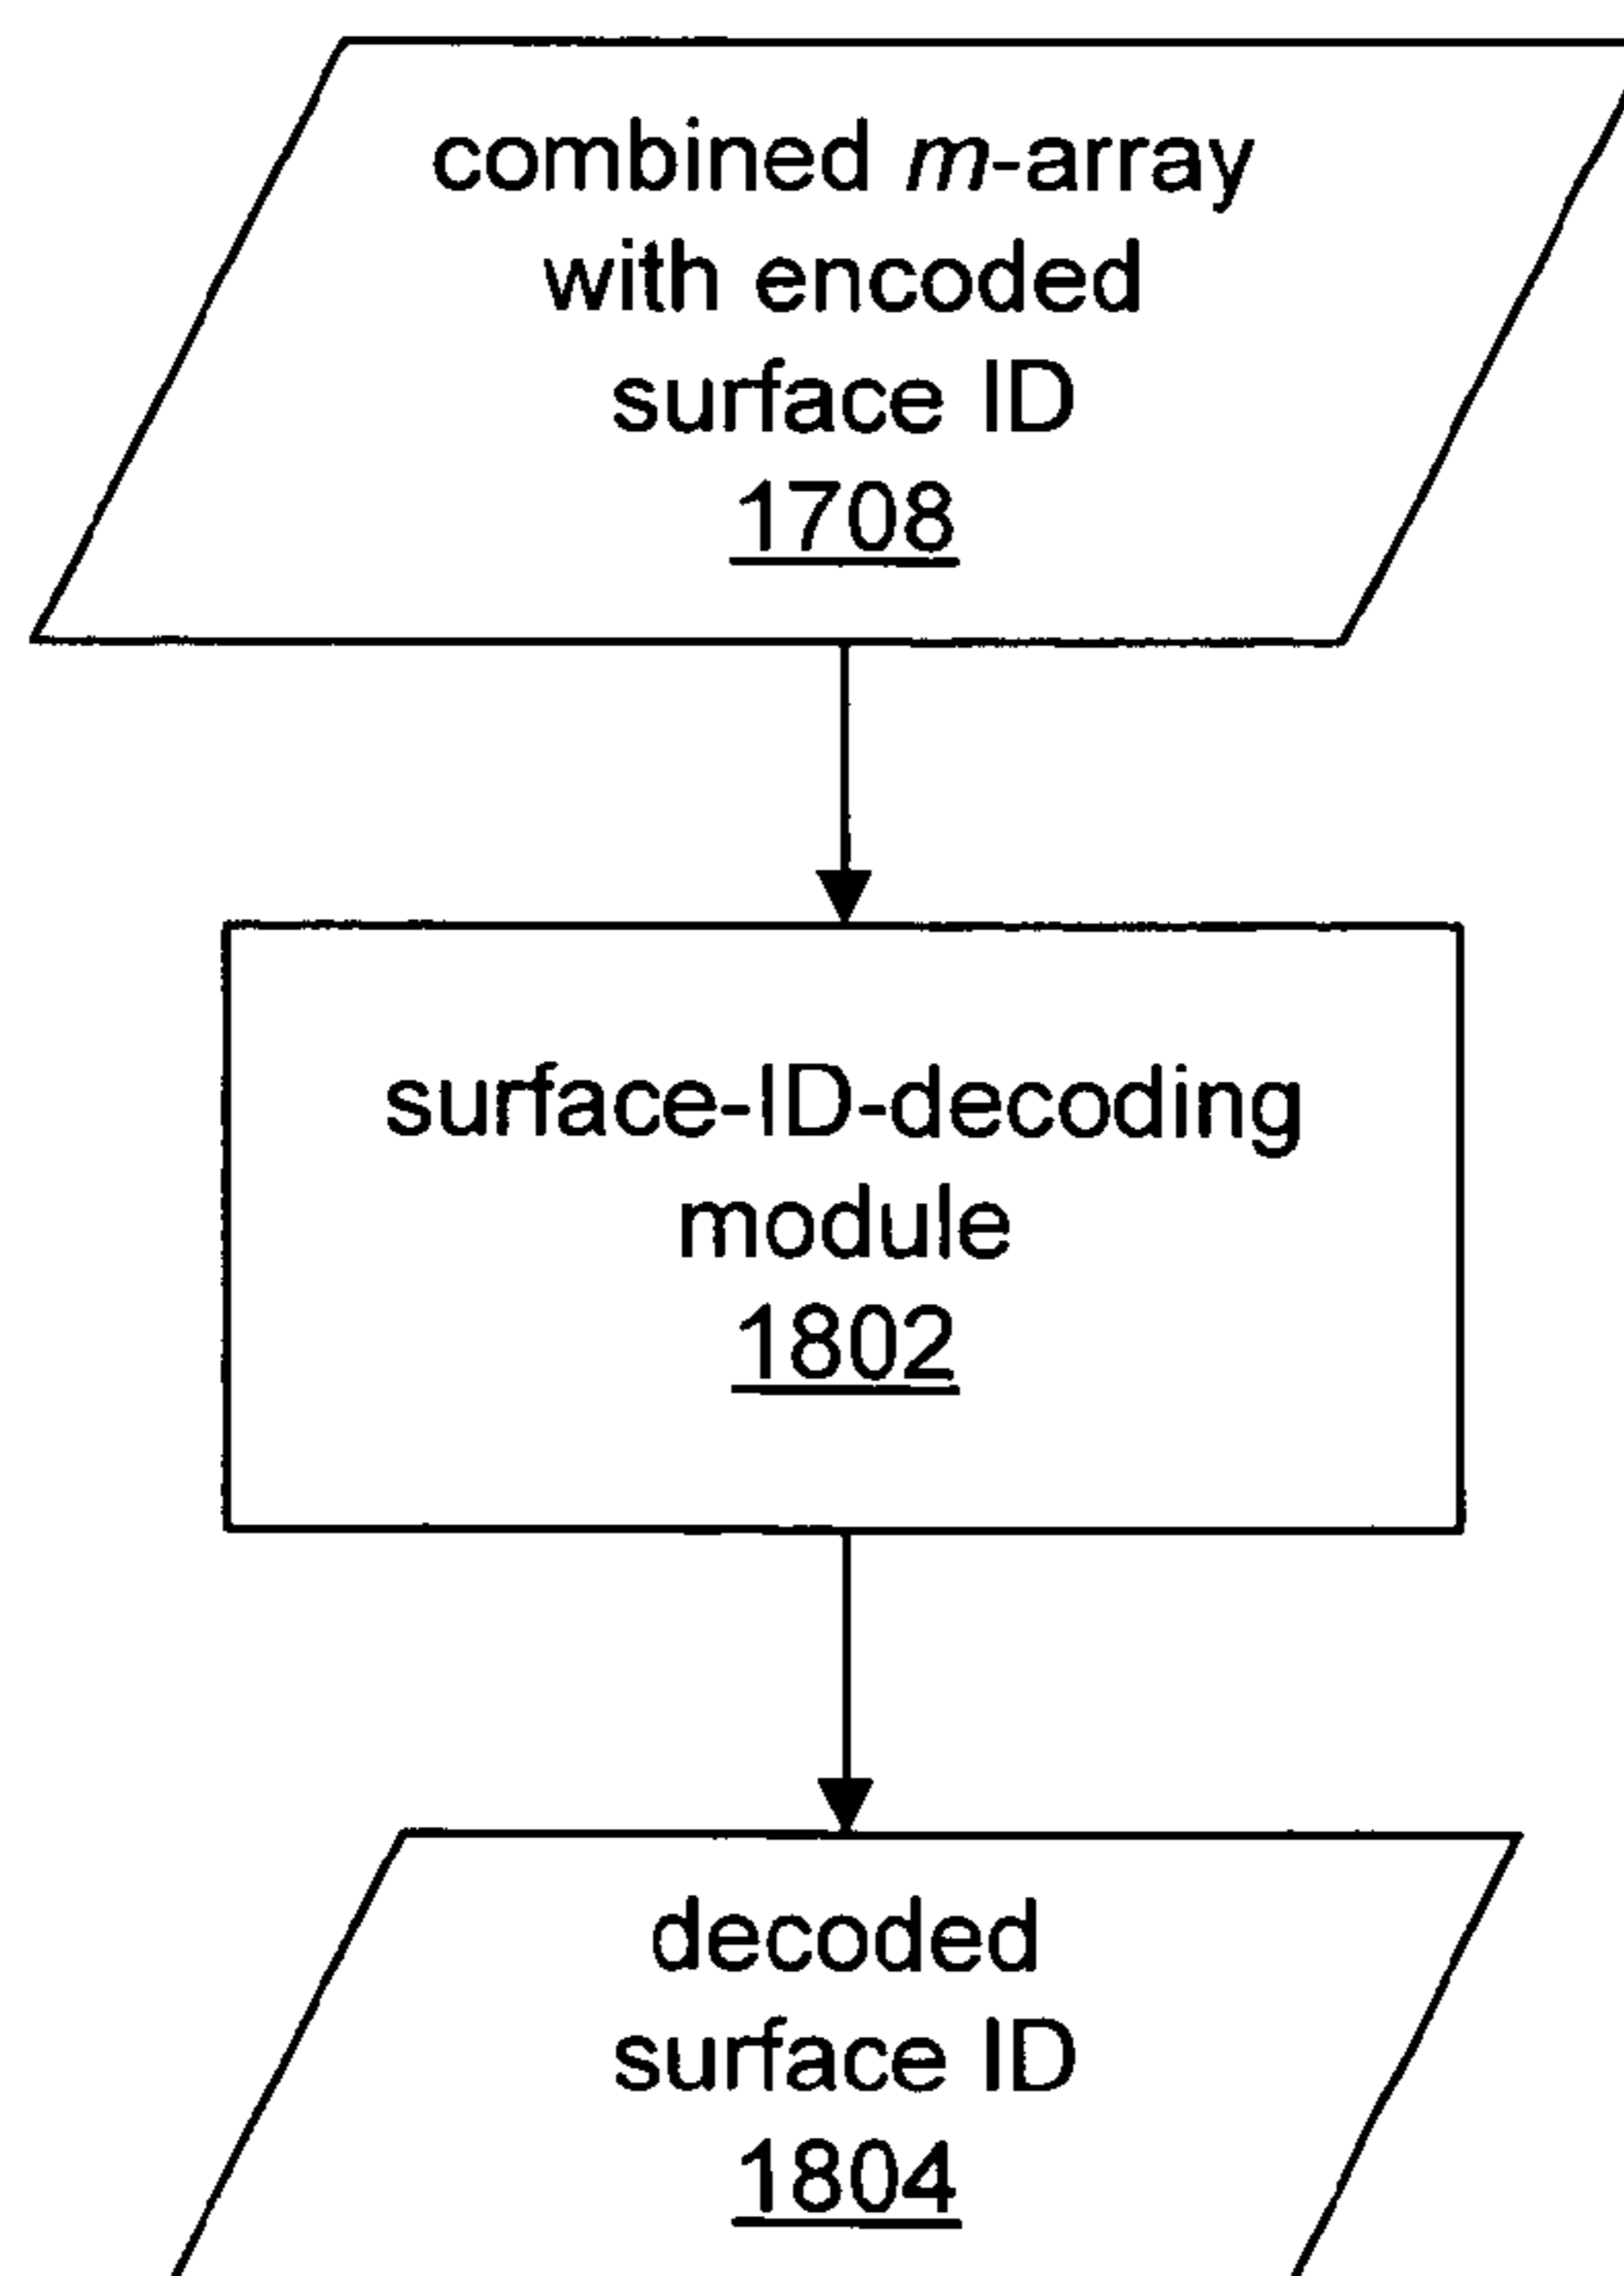 combined m-array
with encoded
surface ID
1708
surface-ID-decoding
module
1802
decoded
surface ID
1804